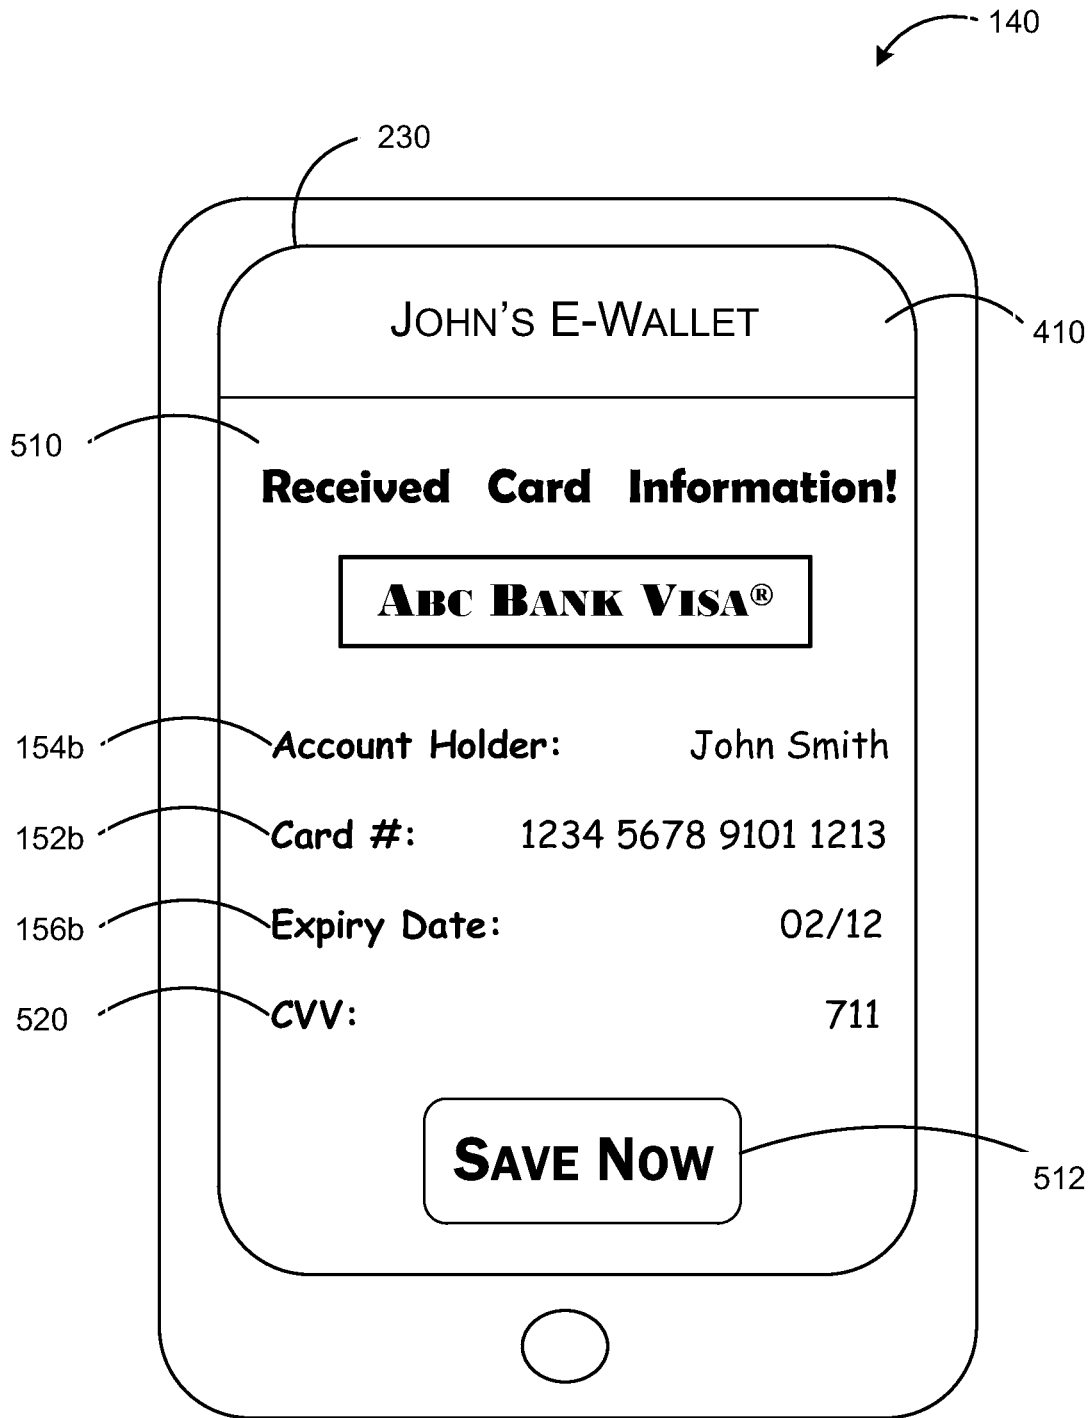 140
230
JOHN'S E-WALLET
410
510
Received Card Information!
ABC BANK VISA®
154b
Account Holder: John Smith
152b
Card #: 1234 5678 9101 1213
156b
Expiry Date: 02/12
520
CVV: 711
SAVE NOW
512